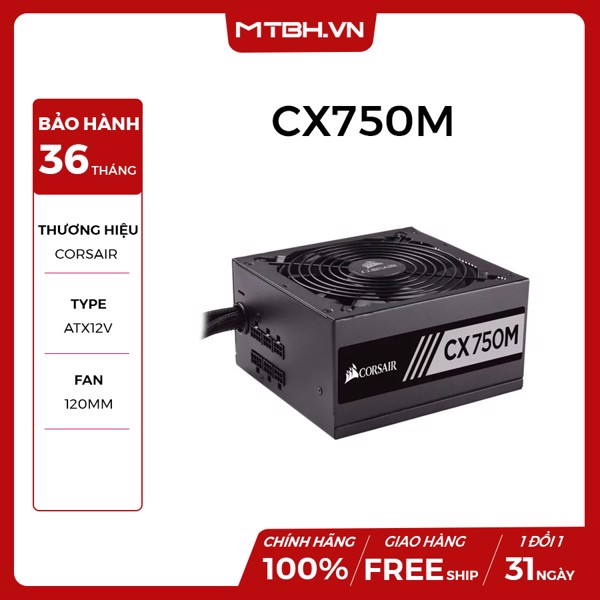 MTBH.VN
BẢO HÀNH
36 THÁNG
THƯƠNG HIỆU
CORSAIR
TYPE
ATX12V
FAN
120MM
CX750M
CORSAIR
CORSAIR
CX750M
CHÍNH HÃNG
100%
GIAO HÀNG
FREE SHIP
1 ĐỔI 1
31 NGÀY